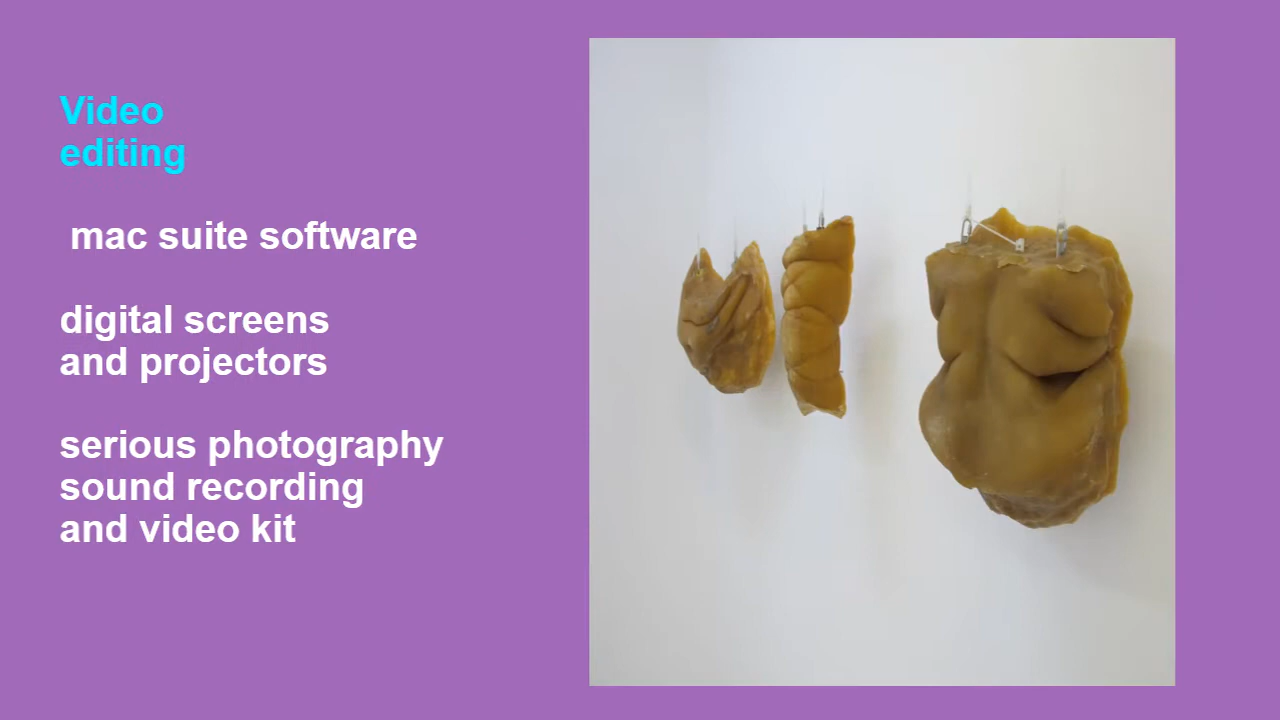 Video
editing
mac suite software
digital screens
and projectors
serious photography
sound recording
and video kit